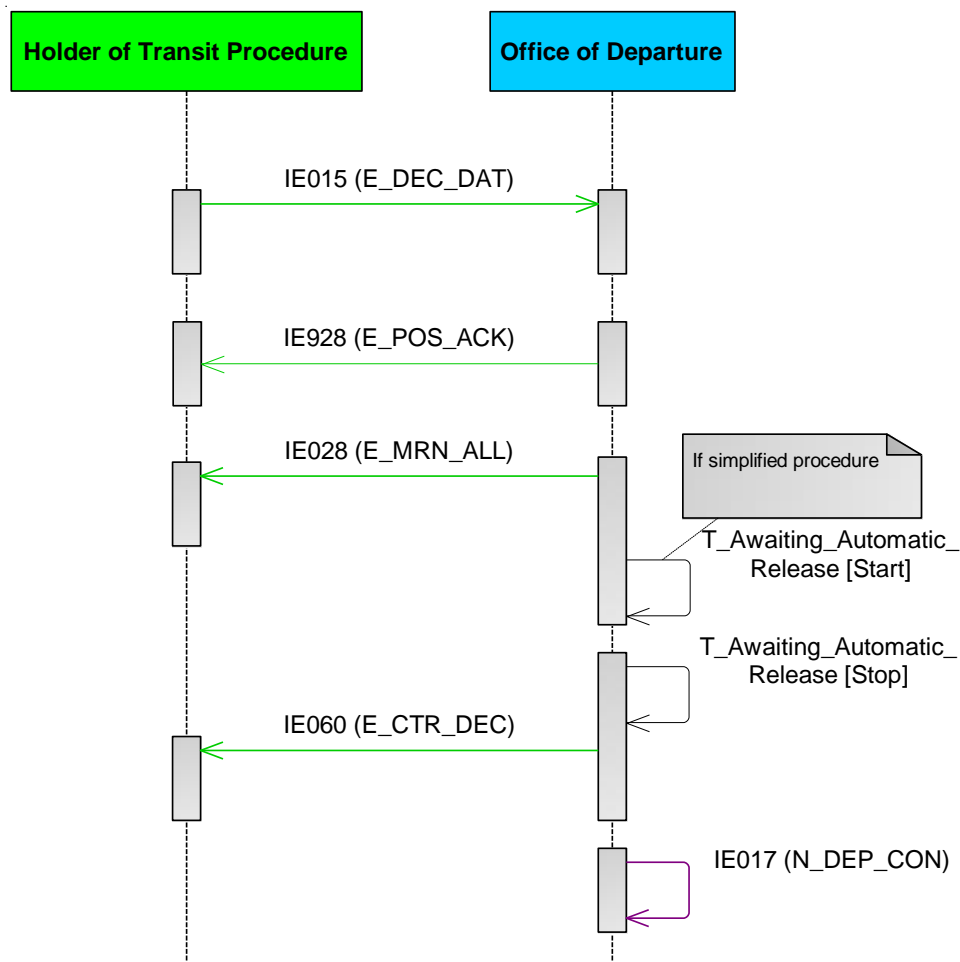 Holder of Transit Procedure
Office of Departure
IE015 (E_DEC_DAT)
IE928 (E_POS_ACK)
IE028 (E_MRN_ALL)
If simplified procedure
T_Awaiting_Automatic_
Release [Start]
T_Awaiting_Automatic_
Release [Stop]
IE060 (E_CTR_DEC)
IE017 (N_DEP_CON)